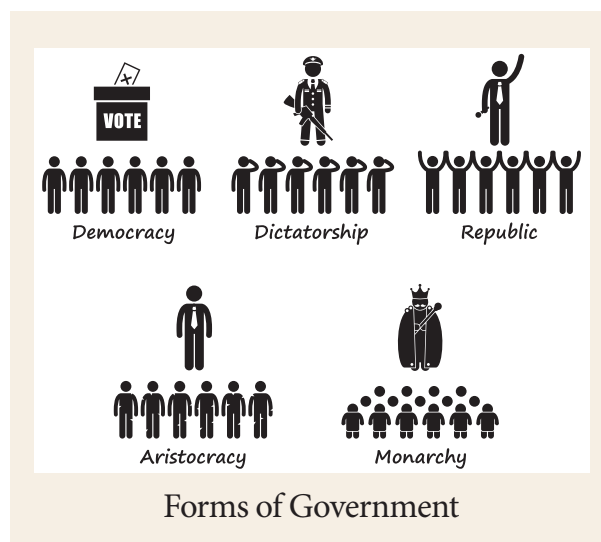 VOTE
Democracy
Dictatorship
Republic
Aristocracy
Monarchy
Forms of Government